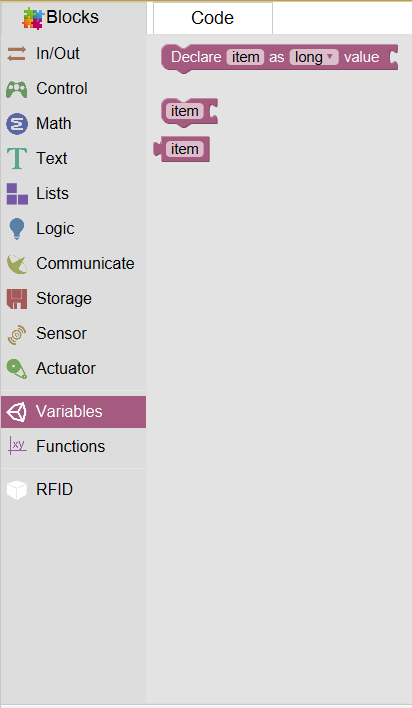 Blocks
Code
In/Out
Control
Math
Text
Lists
Logic
Communicate
Storage
Sensor
Actuator
Variables
xy
Functions
RFID
Declare item as long value
item
item